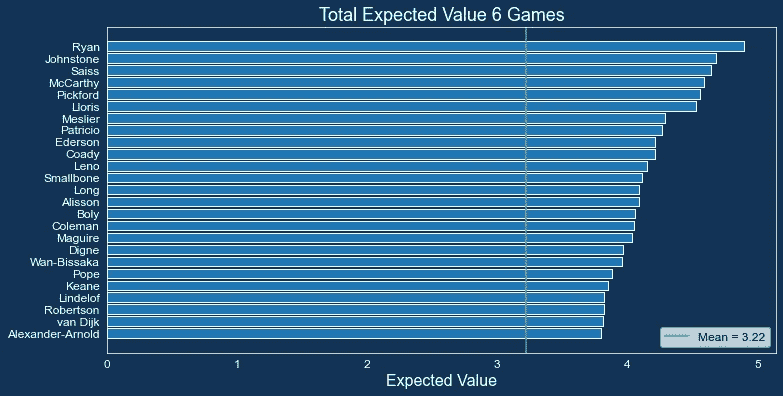 Total Expected Value 6 Games
Ryan
Johnstone
Saiss
McCarthy
Pickford
Lloris
Meslier
Patricio
Ederson
Coady
Leno
Smallbone
Long
Alisson
Boly
Coleman
Maguire
Digne
Wan-Bissaka
Pope
Keane
Lindelof
Robertson
van Dijk
Alexander-Arnold
Mean = 3.22
0 1 2 3 4 5
Expected Value